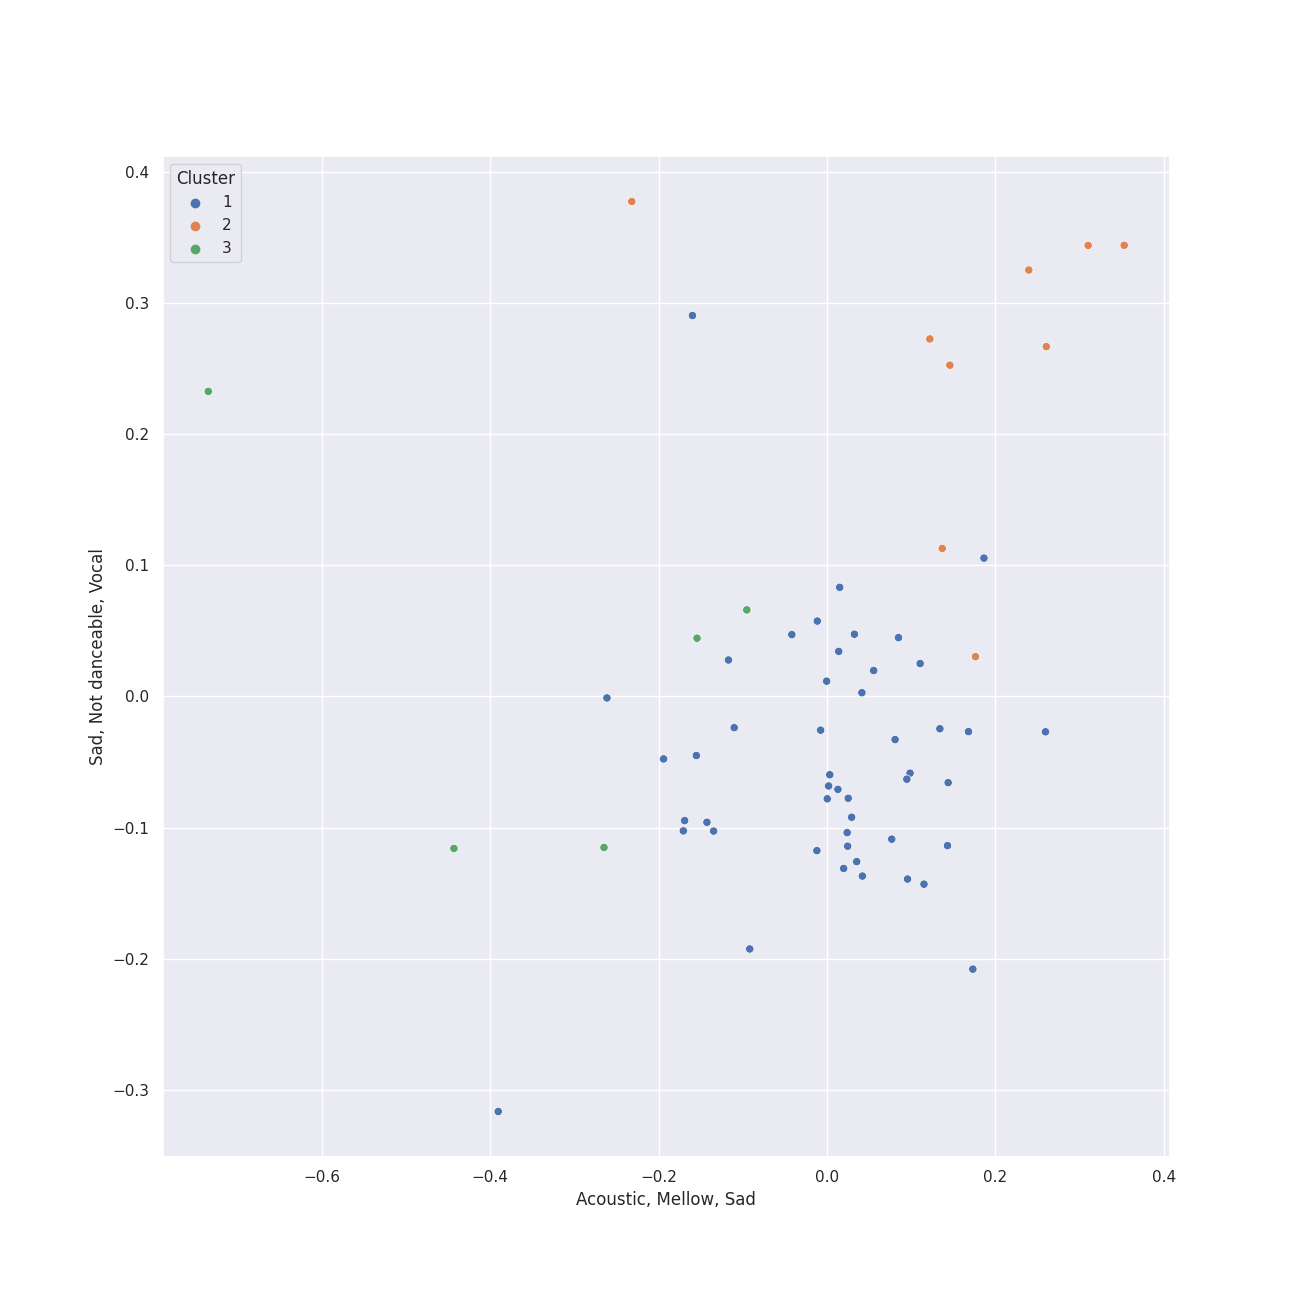 Cluster
1
2
3
0.4
0.3
0.2
0.1
0.0
−0.1
−0.2
−0.3
Sad, Not danceable, Vocal
−0.6 −0.4 −0.2 0.0 0.2 0.4
Acoustic, Mellow, Sad